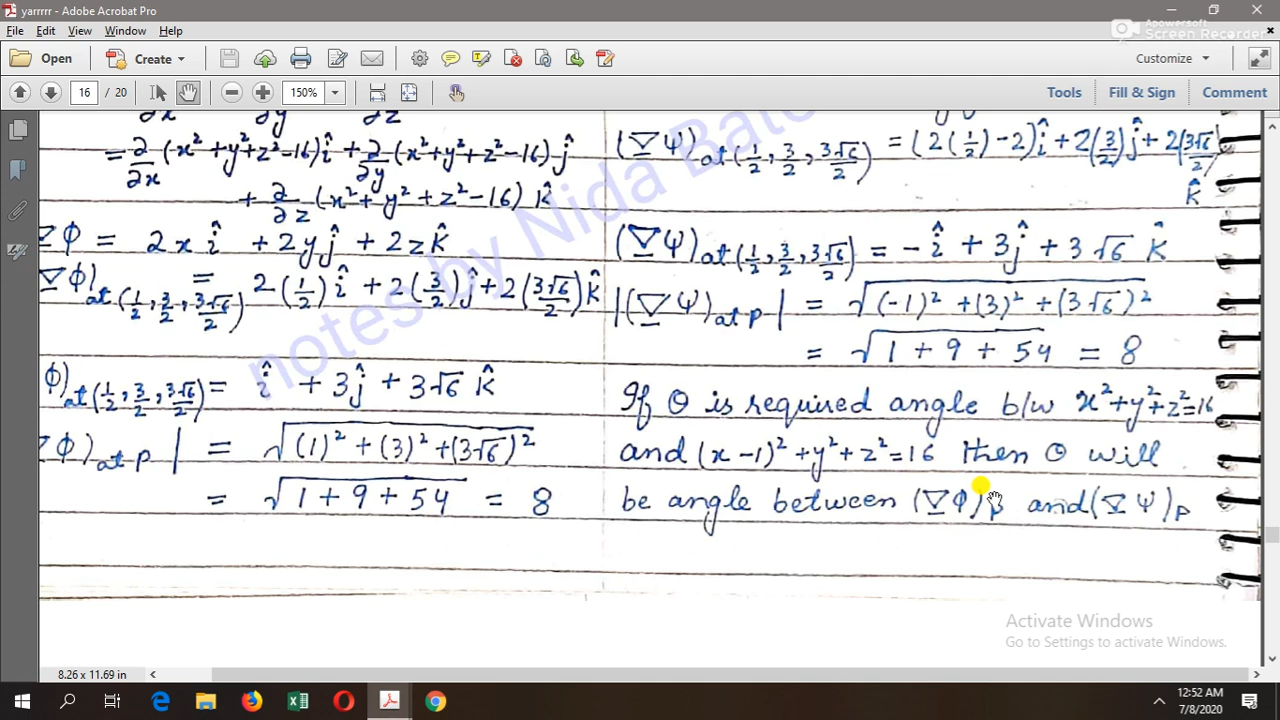 yarrrrr - Adobe Acrobat Pro
Apowersoft
Screen Recorder
File Edit View Window Help
Open Create Customize
16 / 20 150% Tools Fill & Sign Comment
∂x ∂y ∂z
= ∂/∂x (x²+y²+z²-16)î + ∂/∂y (x²+y²+z²-16) ĵ
+ ∂/∂z (x²+y²+z²-16) k̂
∇Φ = 2x î + 2yĵ + 2zk̂
∇Φ)at(1/2, 3/2, 3√6/2) = 2(1/2)î + 2(3/2)ĵ + 2(3√6/2)k̂
Φ)at(1/2, 3/2, 3√6/2) = î + 3ĵ + 3√6 k̂
∇Φ)at P | = √(1)² + (3)² + (3√6)²
= √1 + 9 + 54 = 8
(∇Ψ)at(1/2, 3/2, 3√6/2) = (2(1/2)-2)î + 2(3/2)ĵ + 2(3√6/2) k̂
(∇Ψ)at(1/2, 3/2, 3√6/2) = -î + 3ĵ + 3√6 k̂
|(∇Ψ)at P| = √(-1)² + (3)² + (3√6)²
= √1 + 9 + 54 = 8
If Θ is required angle b/w x²+y²+z²=16
and (x-1)²+y²+z²=16 then Θ will
be angle between (∇Φ)P and (∇Ψ)P
notes by Nida Bat
Activate Windows
Go to Settings to activate Windows.
8.26 x 11.69 in
12:52 AM
7/8/2020